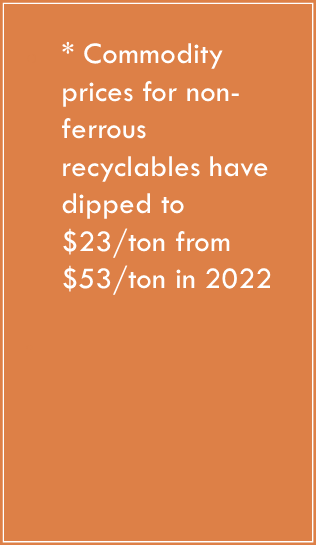 * Commodity
prices for non-
ferrous
recyclables have
dipped to
$23/ton from
$53/ton in 2022